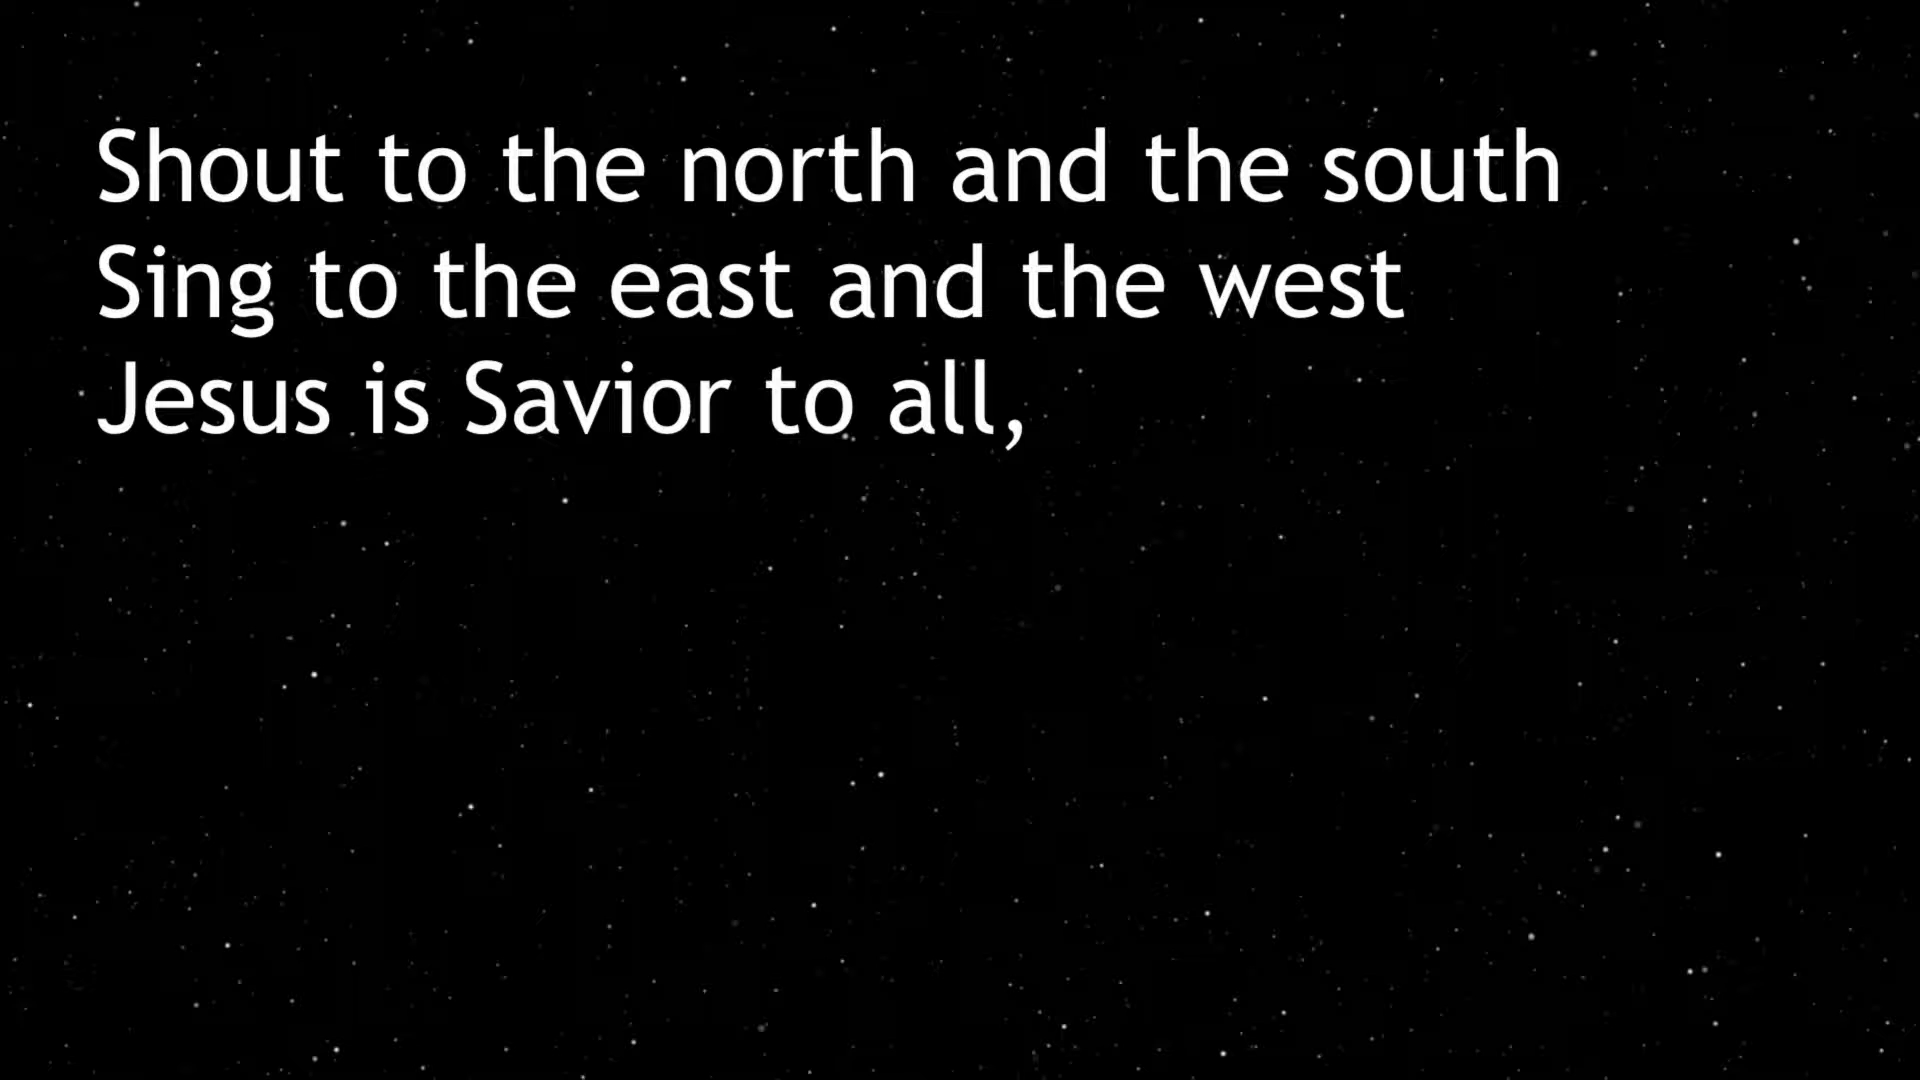 Shout to the north and the south
Sing to the east and the west
Jesus is Savior to all,